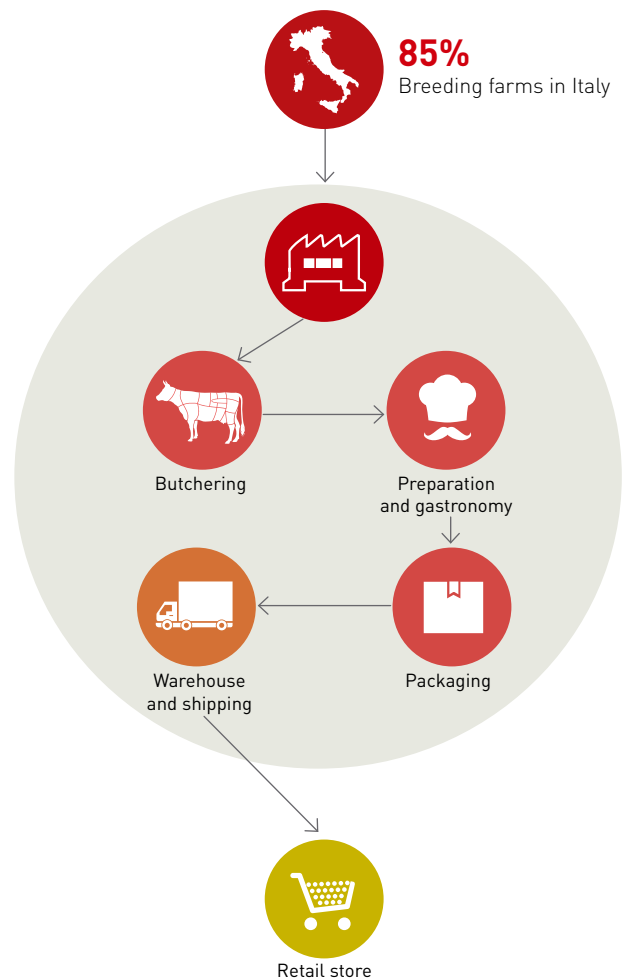 85%
Breeding farms in Italy
Butchering
Preparation
and gastronomy
Warehouse
and shipping
Packaging
Retail store